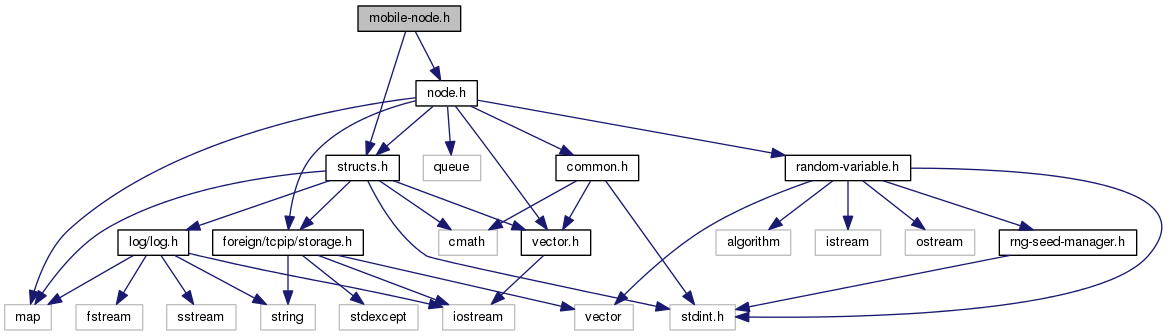 mobile-node.h
node.h
structs.h
queue
common.h
random-variable.h
log/log.h
foreign/tcpip/storage.h
cmath
vector.h
algorithm
istream
ostream
rng-seed-manager.h
map
fstream
sstream
string
stdexcept
iostream
vector
stdint.h